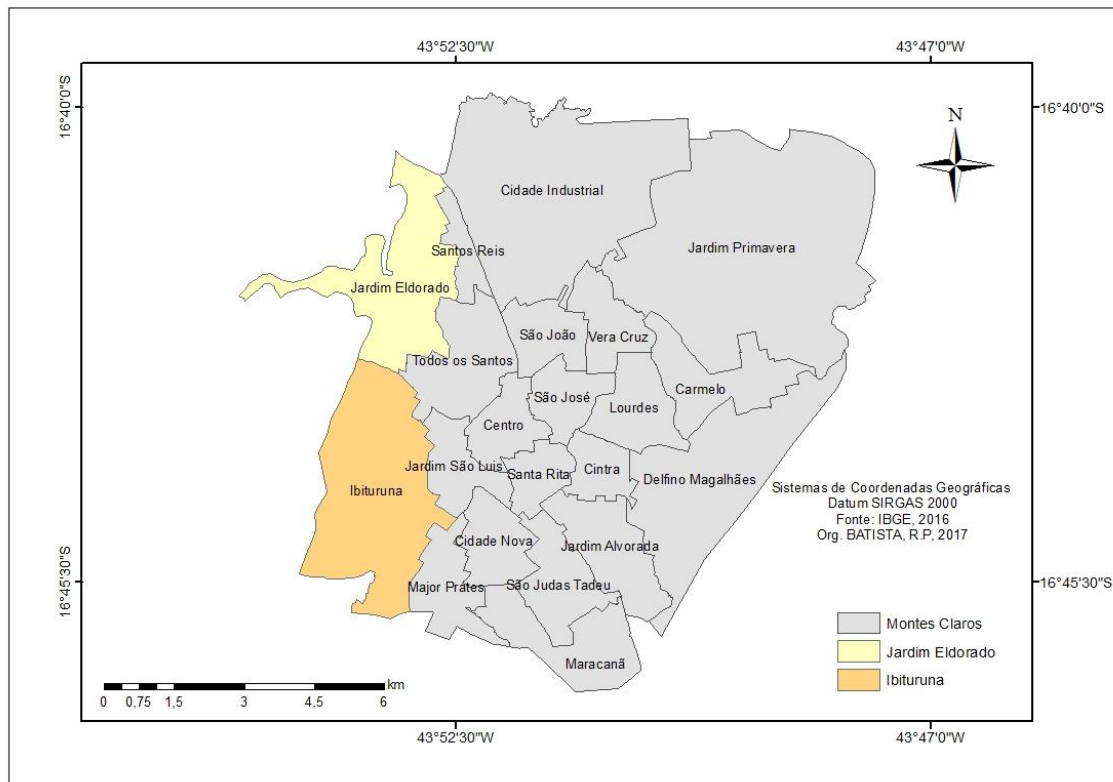 43°52'30"W
43°47'0"W
16°40'0"S
16°40'0"S
N
Cidade Industrial
Jardim Primavera
Santos Reis
Jardim Eldorado
São João
Vera Cruz
Todos os Santos
Carmelo
São José
Lourdes
Centro
Jardim São Luis
Santa Rita
Cintra
Delfino Magalhães
Ibituruna
Sistemas de Coordenadas Geográficas
Datum SIRGAS 2000
Fonte: IBGE, 2016
Org. BATISTA, R.P, 2017
Cidade Nova
Jardim Alvorada
Major Prates
São Judas Tadeu
16°45'30"S
16°45'30"S
Maracanã
Montes Claros
Jardim Eldorado
Ibituruna
km
0 0,75 1,5 3 4,5 6
43°52'30"W
43°47'0"W